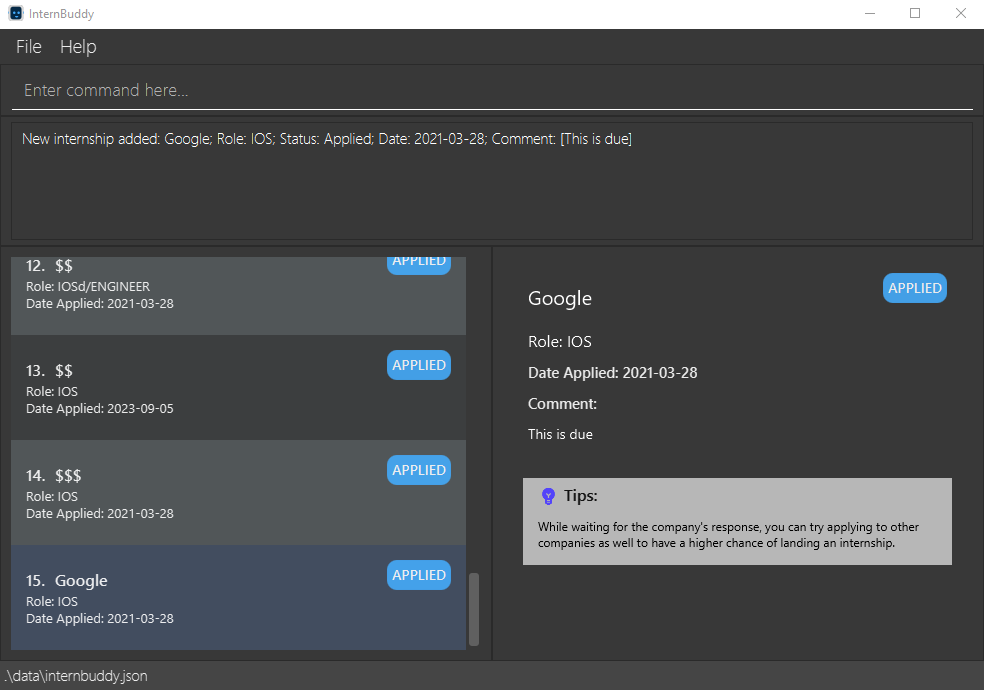 InternBuddy
File Help
Enter command here...
New internship added: Google; Role: IOS; Status: Applied; Date: 2021-03-28; Comment: [This is due]
12. $$
APPLIED
Role: IOSd/ENGINEER
Date Applied: 2021-03-28
13. $$
APPLIED
Role: IOS
Date Applied: 2023-09-05
14. $$$
APPLIED
Role: IOS
Date Applied: 2021-03-28
15. Google
APPLIED
Role: IOS
Date Applied: 2021-03-28
Google
APPLIED
Role: IOS
Date Applied: 2021-03-28
Comment:
This is due
Tips:
While waiting for the company's response, you can try applying to other
companies as well to have a higher chance of landing an internship.
.\data\internbuddy.json